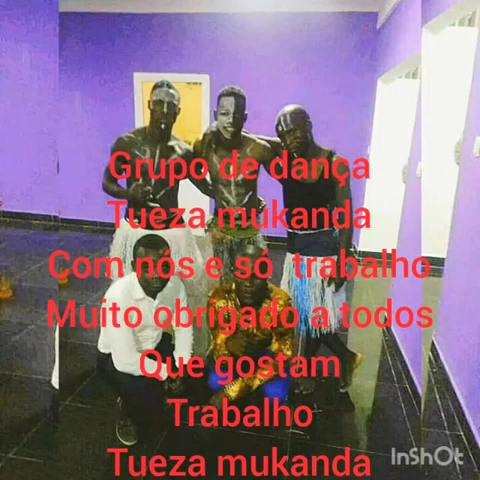 Grupo de dança
Tueza mukanda
Com nós e só trabalho
Muito obrigado a todos
Que gostam
Trabalho
Tueza mukanda
InShOt